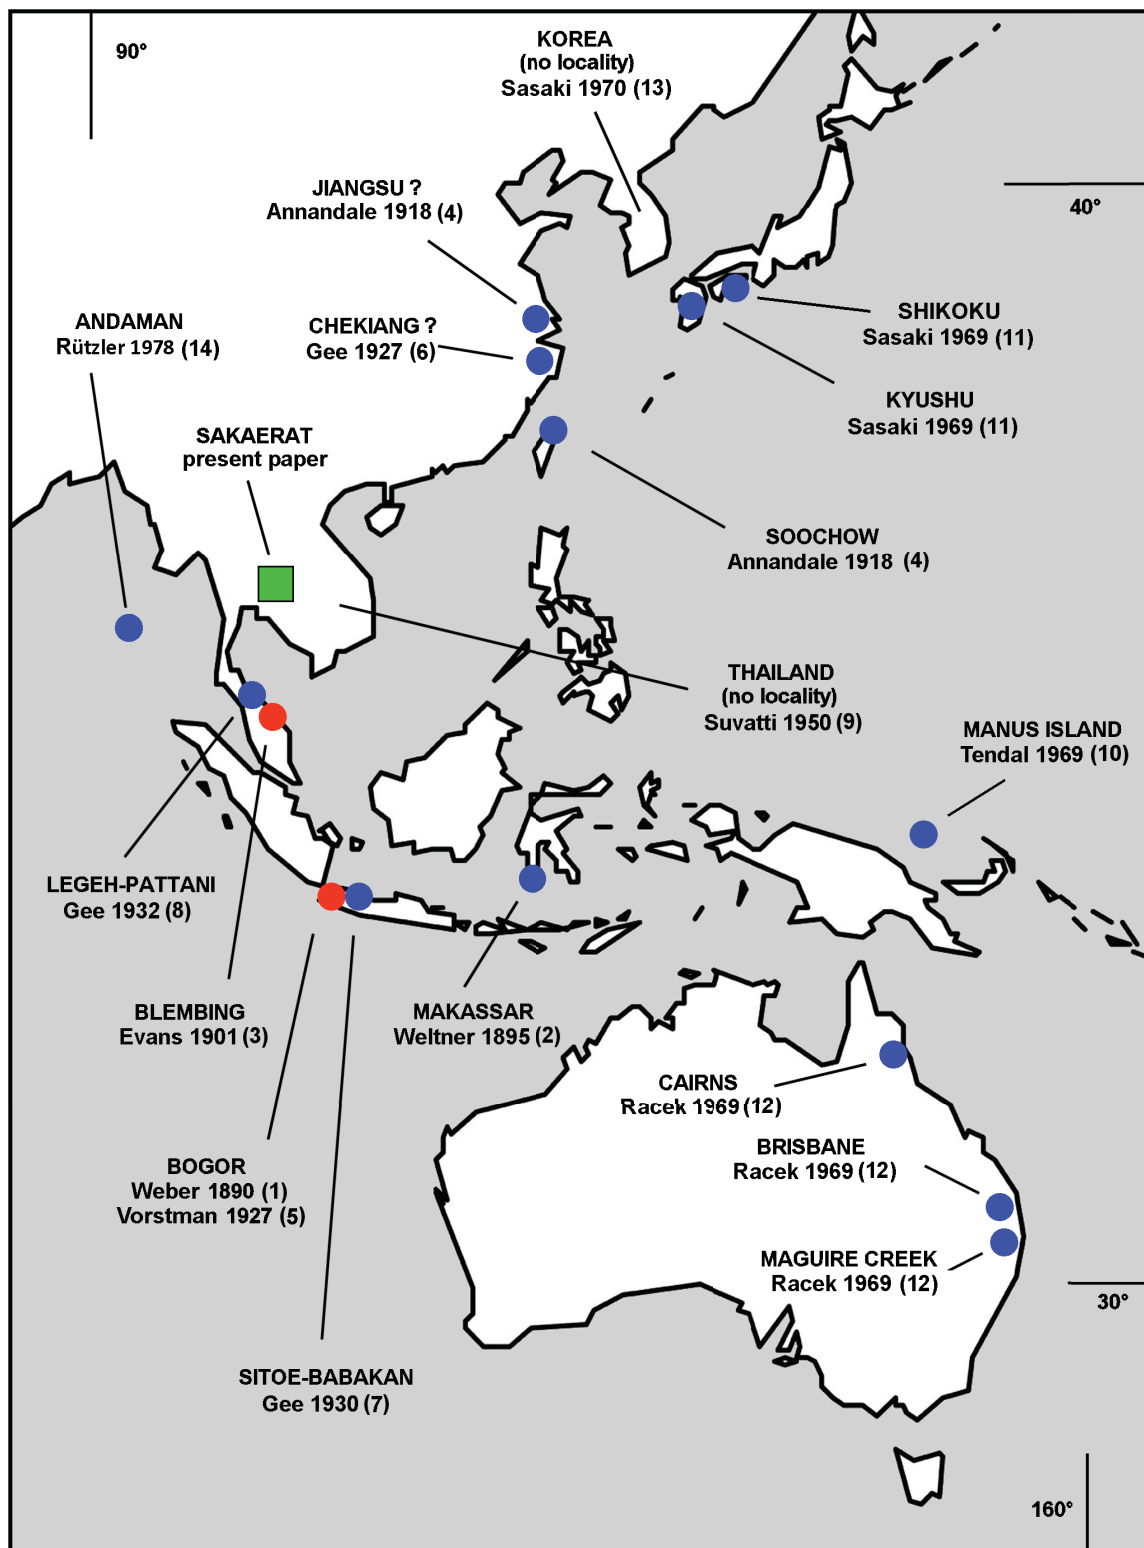 90°
KOREA
(no locality)
Sasaki 1970 (13)
JIANGSU ?
Annandale 1918 (4)
40°
ANDAMAN
Rützler 1978 (14)
CHEKIANG ?
Gee 1927 (6)
SHIKOKU
Sasaki 1969 (11)
KYUSHU
Sasaki 1969 (11)
SAKAERAT
present paper
SOOCHOW
Annandale 1918 (4)
THAILAND
(no locality)
Suvatti 1950 (9)
MANUS ISLAND
Tendal 1969 (10)
LEGEH-PATTANI
Gee 1932 (8)
BLEMBING
Evans 1901 (3)
MAKASSAR
Weltner 1895 (2)
CAIRNS
Racek 1969 (12)
BRISBANE
Racek 1969 (12)
BOGOR
Weber 1890 (1)
Vorstman 1927 (5)
MAGUIRE CREEK
Racek 1969 (12)
30°
SITOE-BABAKAN
Gee 1930 (7)
160°